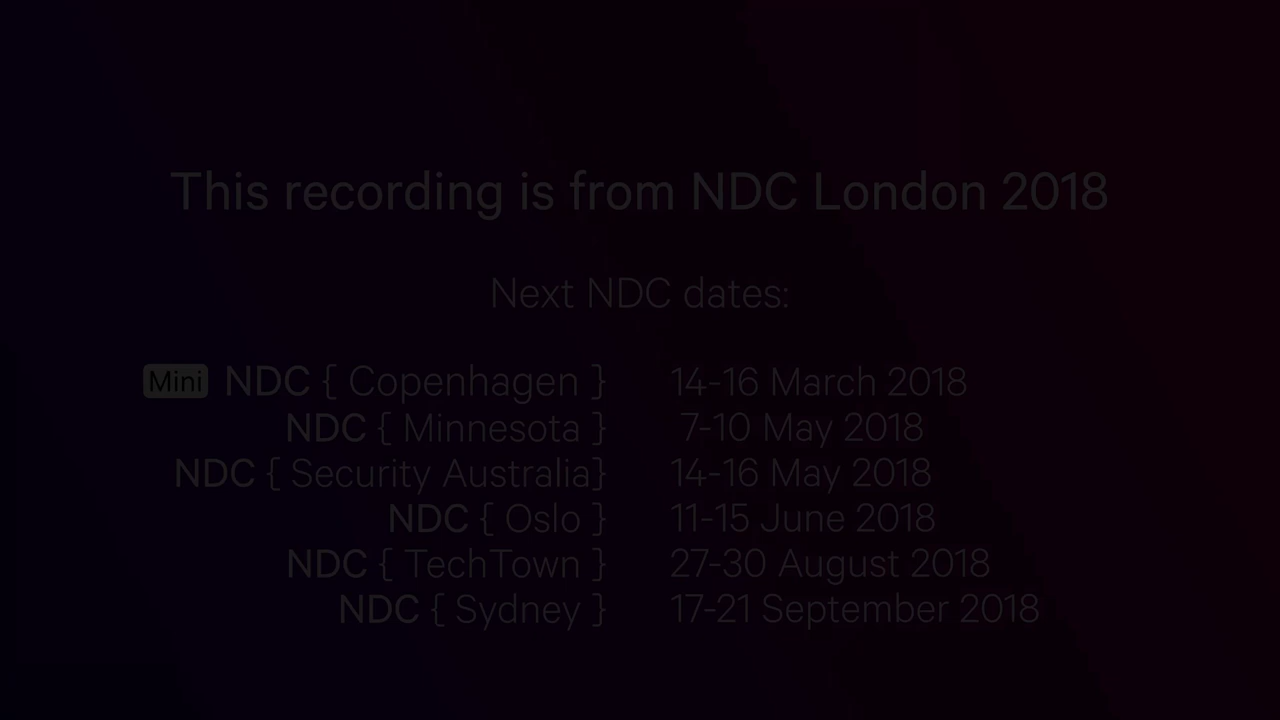 This recording is from NDC London 2018
Next NDC dates:
Mini NDC { Copenhagen } 14-16 March 2018
NDC { Minnesota } 7-10 May 2018
NDC { Security Australia} 14-16 May 2018
NDC { Oslo } 11-15 June 2018
NDC { TechTown } 27-30 August 2018
NDC { Sydney } 17-21 September 2018